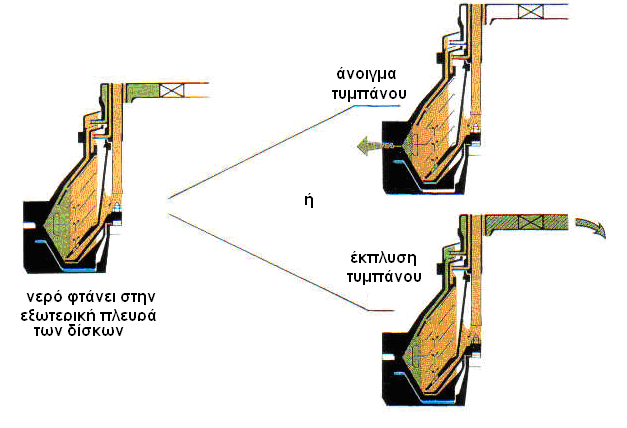 άνοιγμα
τυμπάνου
ή
έκπλυση
τυμπάνου
νερό φτάνει στην
εξωτερική πλευρά
των δίσκων